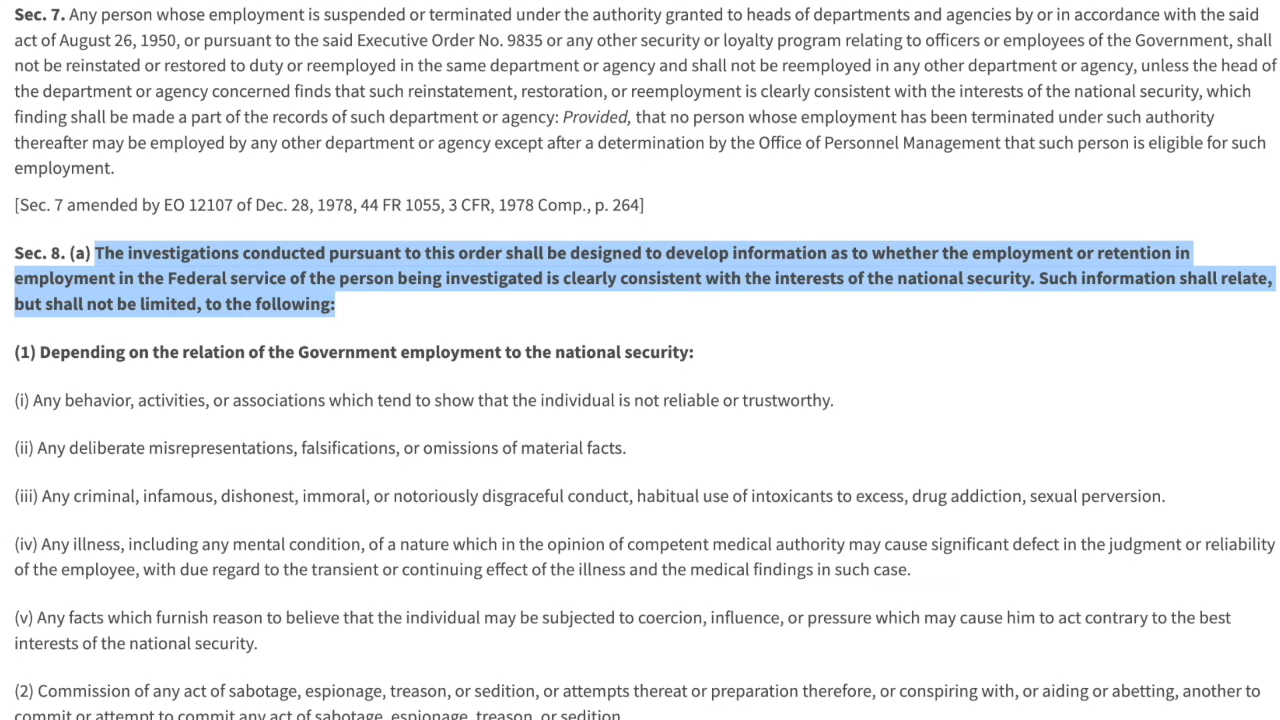 Sec. 7. Any person whose employment is suspended or terminated under the authority granted to heads of departments and agencies by or in accordance with the said
act of August 26, 1950, or pursuant to the said Executive Order No. 9835 or any other security or loyalty program relating to officers or employees of the Government, shall
not be reinstated or restored to duty or reemployed in the same department or agency and shall not be reemployed in any other department or agency, unless the head of
the department or agency concerned finds that such reinstatement, restoration, or reemployment is clearly consistent with the interests of the national security, which
finding shall be made a part of the records of such department or agency: Provided, that no person whose employment has been terminated under such authority
thereafter may be employed by any other department or agency except after a determination by the Office of Personnel Management that such person is eligible for such
employment.
[Sec. 7 amended by EO 12107 of Dec. 28, 1978, 44 FR 1055, 3 CFR, 1978 Comp., p. 264]
Sec. 8. (a) The investigations conducted pursuant to this order shall be designed to develop information as to whether the employment or retention in
employment in the Federal service of the person being investigated is clearly consistent with the interests of the national security. Such information shall relate,
but shall not be limited, to the following:
(1) Depending on the relation of the Government employment to the national security:
(i) Any behavior, activities, or associations which tend to show that the individual is not reliable or trustworthy.
(ii) Any deliberate misrepresentations, falsifications, or omissions of material facts.
(iii) Any criminal, infamous, dishonest, immoral, or notoriously disgraceful conduct, habitual use of intoxicants to excess, drug addiction, sexual perversion.
(iv) Any illness, including any mental condition, of a nature which in the opinion of competent medical authority may cause significant defect in the judgment or reliability
of the employee, with due regard to the transient or continuing effect of the illness and the medical findings in such case.
(v) Any facts which furnish reason to believe that the individual may be subjected to coercion, influence, or pressure which may cause him to act contrary to the best
interests of the national security.
(2) Commission of any act of sabotage, espionage, treason, or sedition, or attempts thereat or preparation therefore, or conspiring with, or aiding or abetting, another to
commit or attempt to commit any act of sabotage, espionage, treason, or sedition.